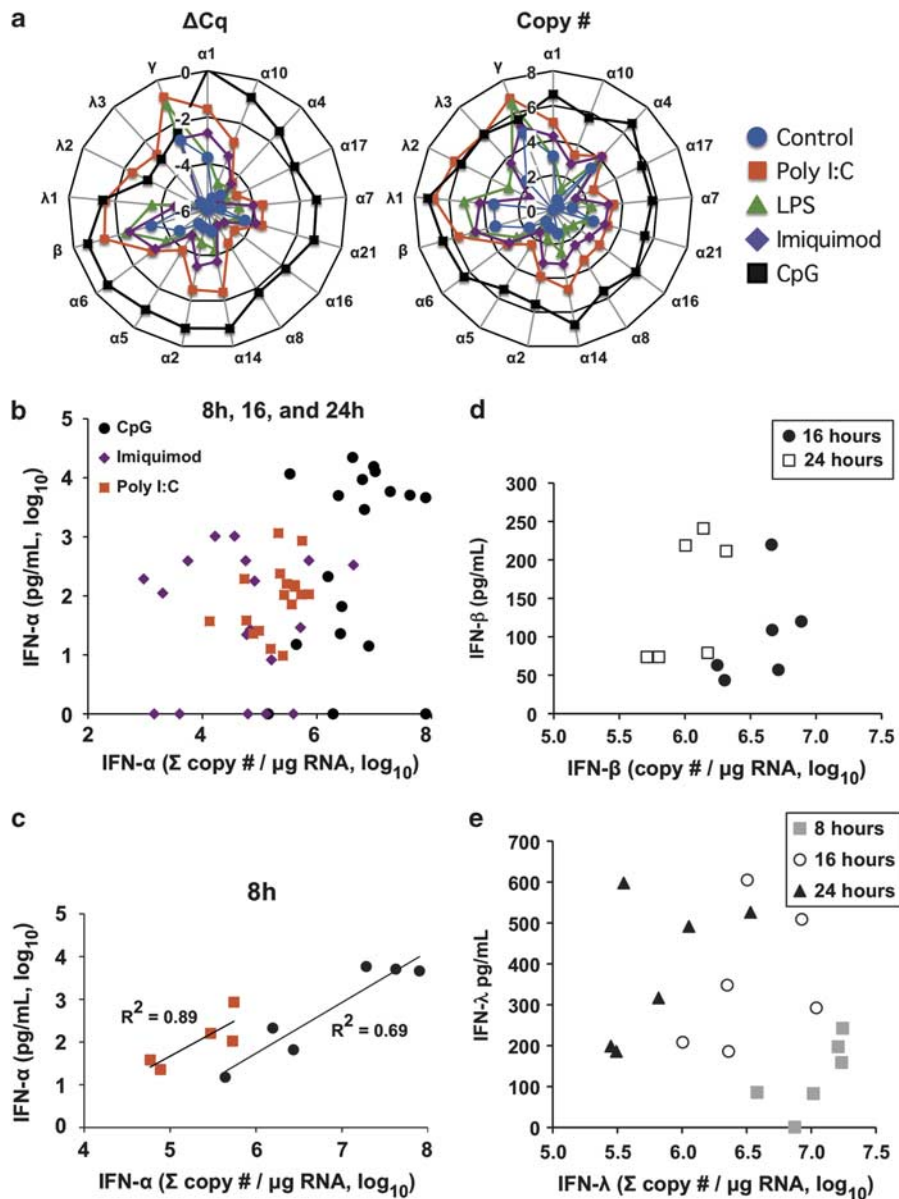 a
ΔCq
Copy #
α1
α10
α4
α17
α7
α21
α16
α8
α14
α2
α5
α6
β
λ1
λ2
λ3
γ
0
-2
-4
-6
α1
α10
α4
α17
α7
α21
α16
α8
α14
α2
α5
α6
β
λ1
λ2
λ3
γ
8
6
4
2
0
Control
Poly I:C
LPS
Imiquimod
CpG
b
8h, 16, and 24h
CpG
Imiquimod
Poly I:C
5
4
3
2
1
0
IFN-α (pg/mL, log10)
2 4 6 8
IFN-α (Σ copy # / µg RNA, log10)
d
16 hours
24 hours
300
250
200
150
100
50
0
IFN-β (pg/mL)
5.0 5.5 6.0 6.5 7.0 7.5
IFN-β (copy # / µg RNA, log10)
c
8h
5
4
3
2
1
0
IFN-α (pg/mL, log10)
R2 = 0.89
R2 = 0.69
4 5 6 7 8
IFN-α (Σ copy # / µg RNA, log10)
e
8 hours
16 hours
24 hours
700
600
500
400
300
200
100
0
IFN-λ pg/mL
5.0 5.5 6.0 6.5 7.0 7.5
IFN-λ (Σ copy # / µg RNA, log10)